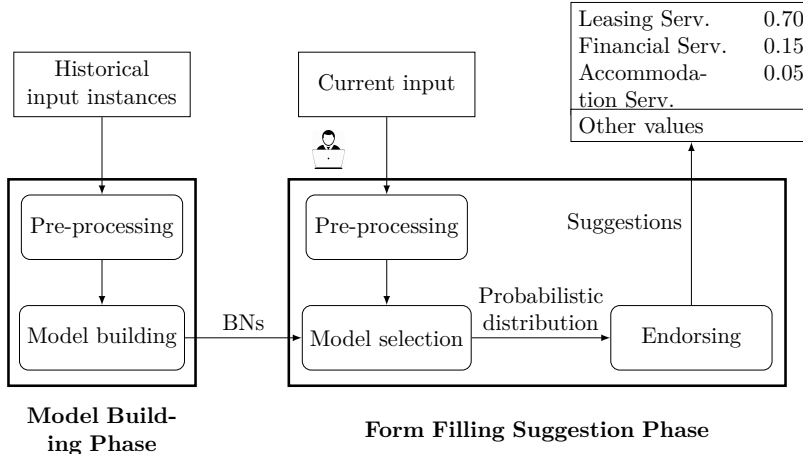 Leasing Serv. 0.70
Financial Serv. 0.15
Accommoda- 0.05
tion Serv.
Other values
Historical
input instances
Current input
Pre-processing
Pre-processing
Suggestions
Model building
BNs
Model selection
Probabilistic
distribution
Endorsing
Model Build-
ing Phase
Form Filling Suggestion Phase